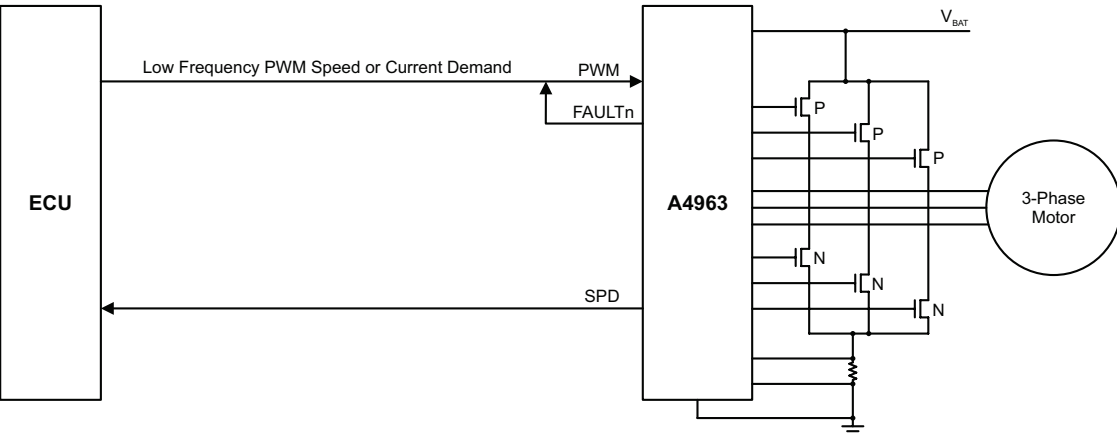 V_BAT
Low Frequency PWM Speed or Current Demand
PWM
FAULTn
P
P
P
ECU
A4963
3-Phase
Motor
N
N
N
SPD